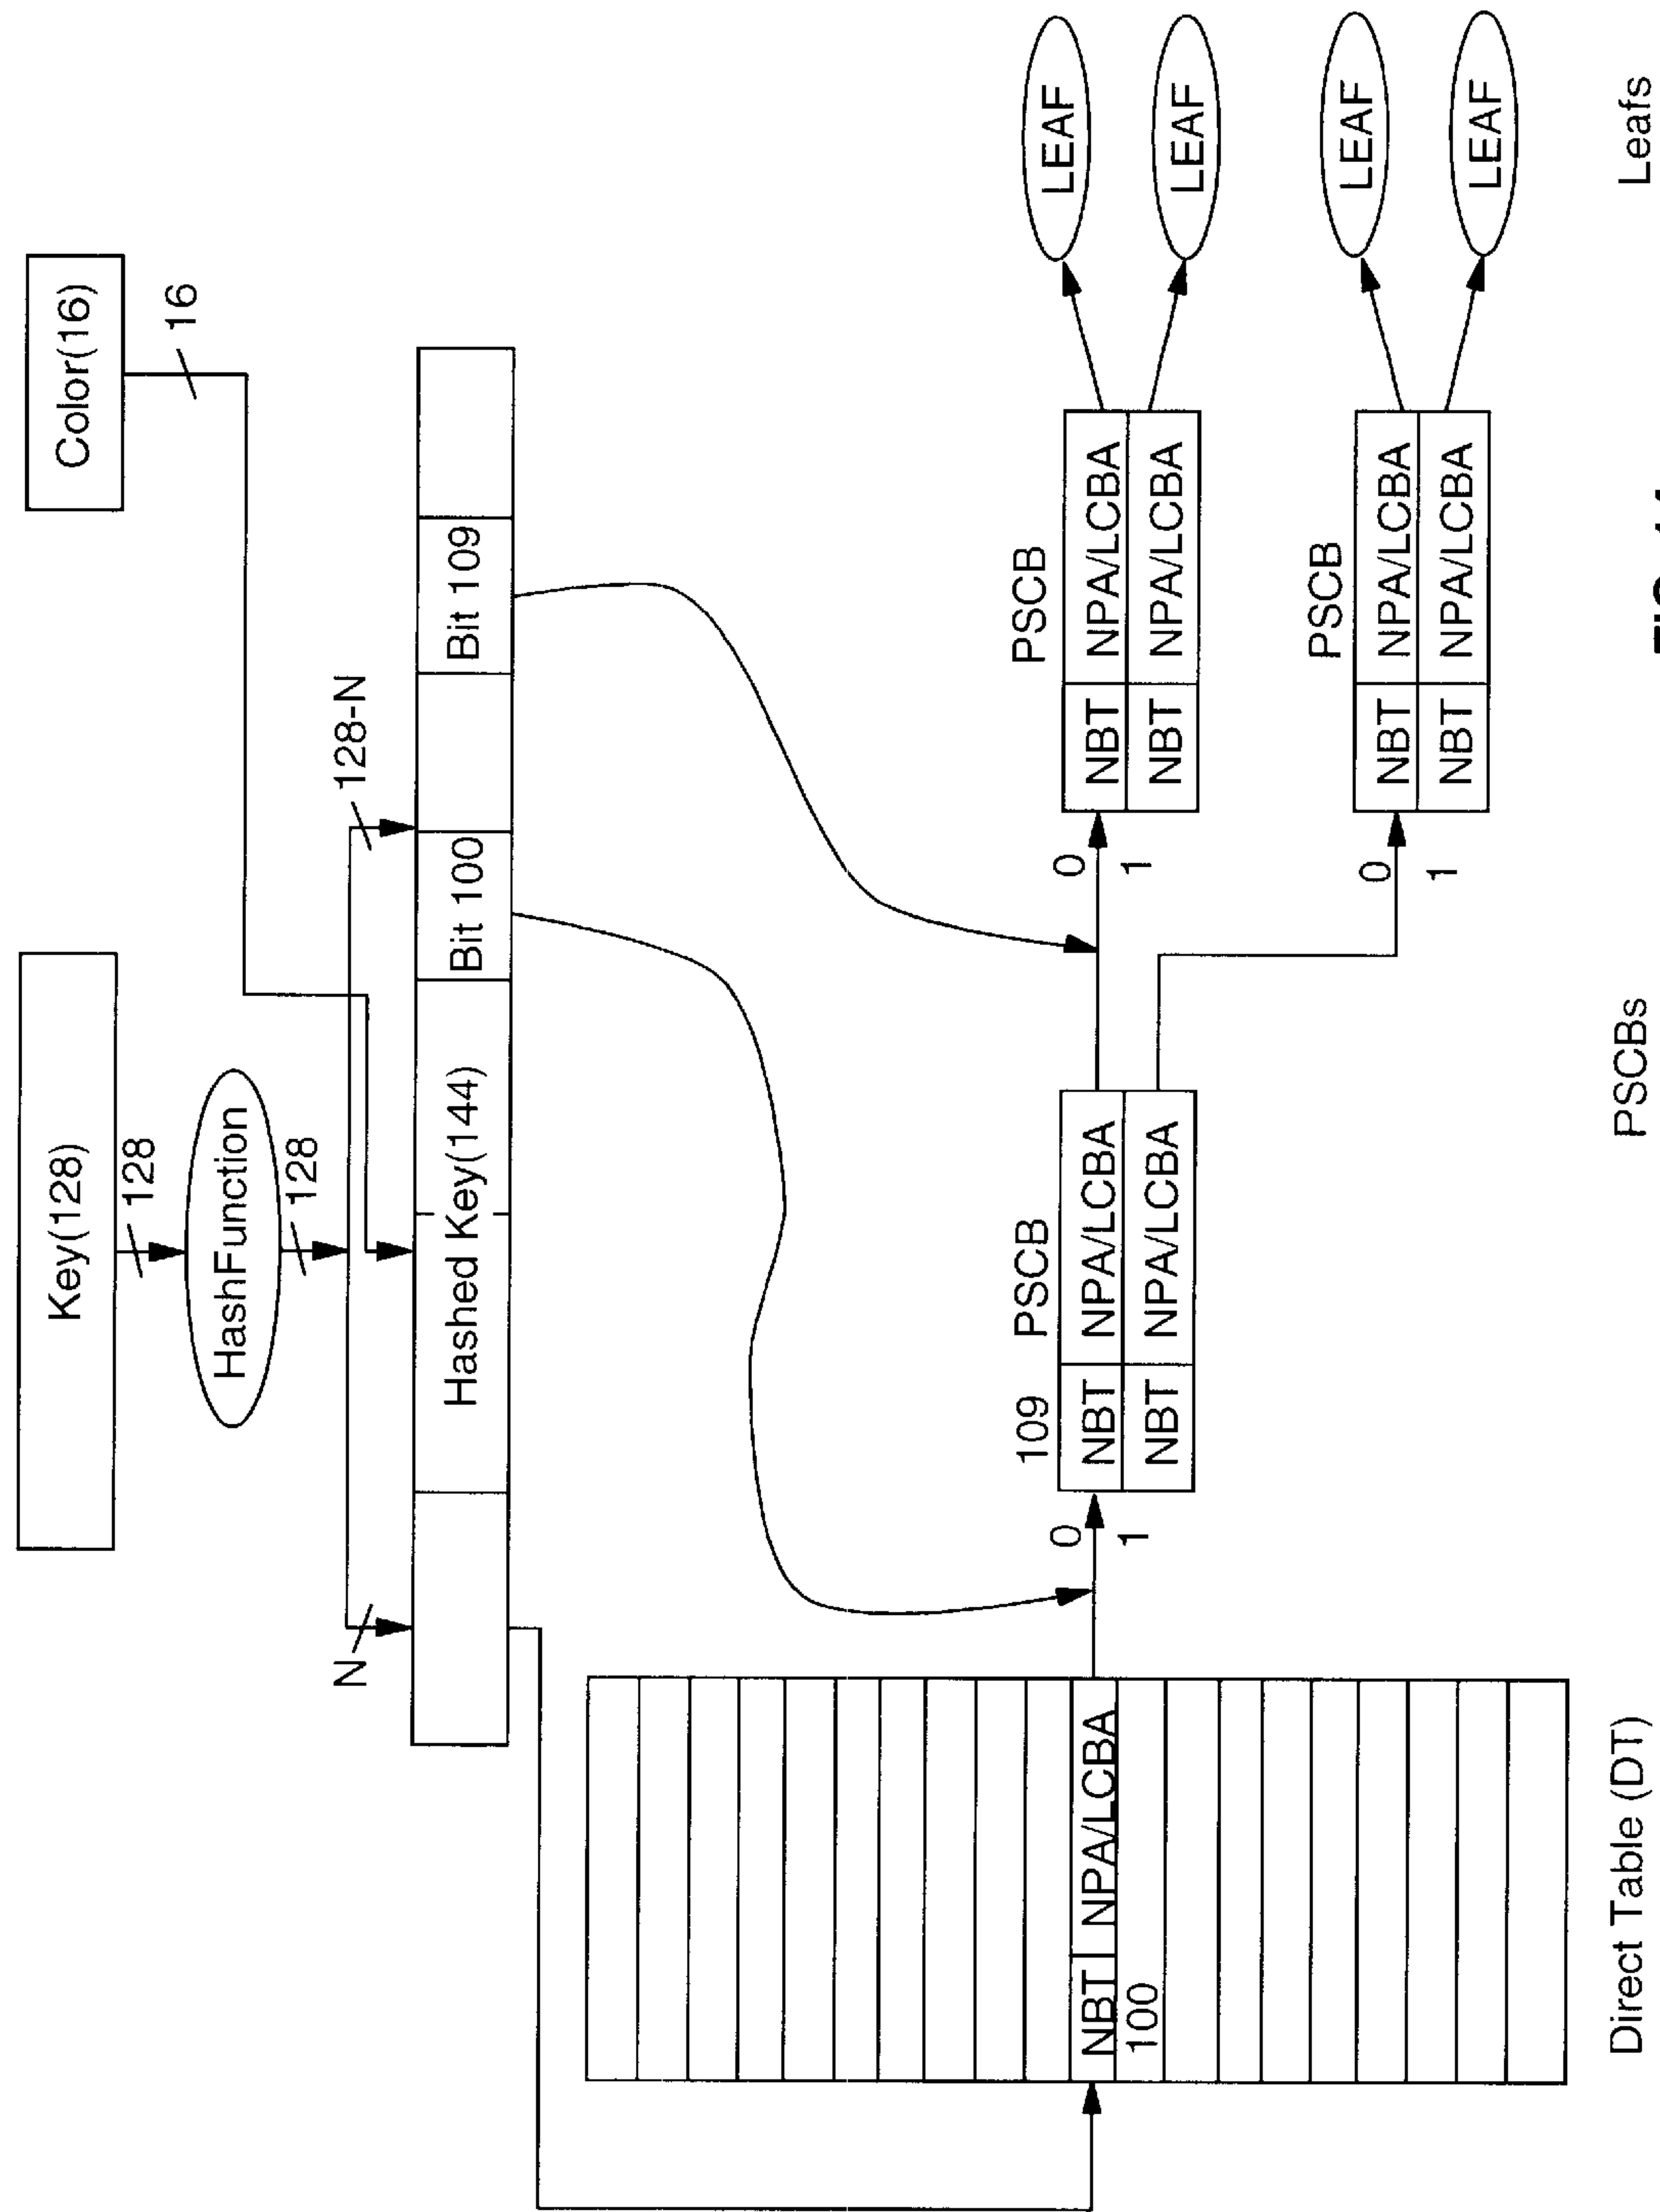 Key(128)
Color(16)
128
16
HashFunction
128
N
128-N
Hashed Key(144)
Bit 100
Bit 109
109 PSCB
PSCB
LEAF
0
0
NBT NPA/LCBA
NBT NPA/LCBA
NBT NPA/LCBA
100
1
1
NBT NPA/LCBA
NBT NPA/LCBA
LEAF
PSCB
LEAF
0
NBT NPA/LCBA
1
NBT NPA/LCBA
LEAF
Direct Table (DT)
PSCBs
Leafs